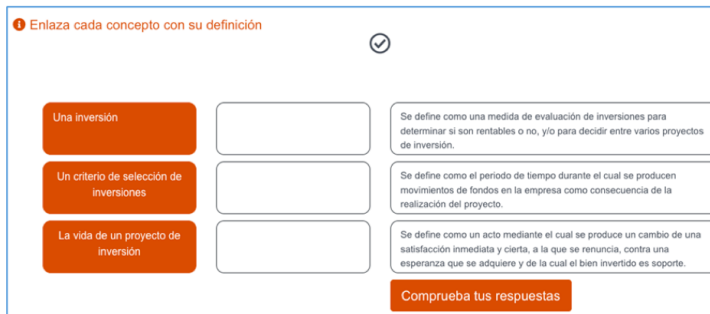 Enlaza cada concepto con su definición
Una inversión
Se define como una medida de evaluación de inversiones para
determinar si son rentables o no, y/o para decidir entre varios proyectos
de inversión.
Un criterio de selección de
inversiones
Se define como el periodo de tiempo durante el cual se producen
movimientos de fondos en la empresa como consecuencia de la
realización del proyecto.
La vida de un proyecto de
inversión
Se define como un acto mediante el cual se produce un cambio de una
satisfacción inmediata y cierta, a la que se renuncia, contra una
esperanza que se adquiere y de la cual el bien invertido es soporte.
Comprueba tus respuestas